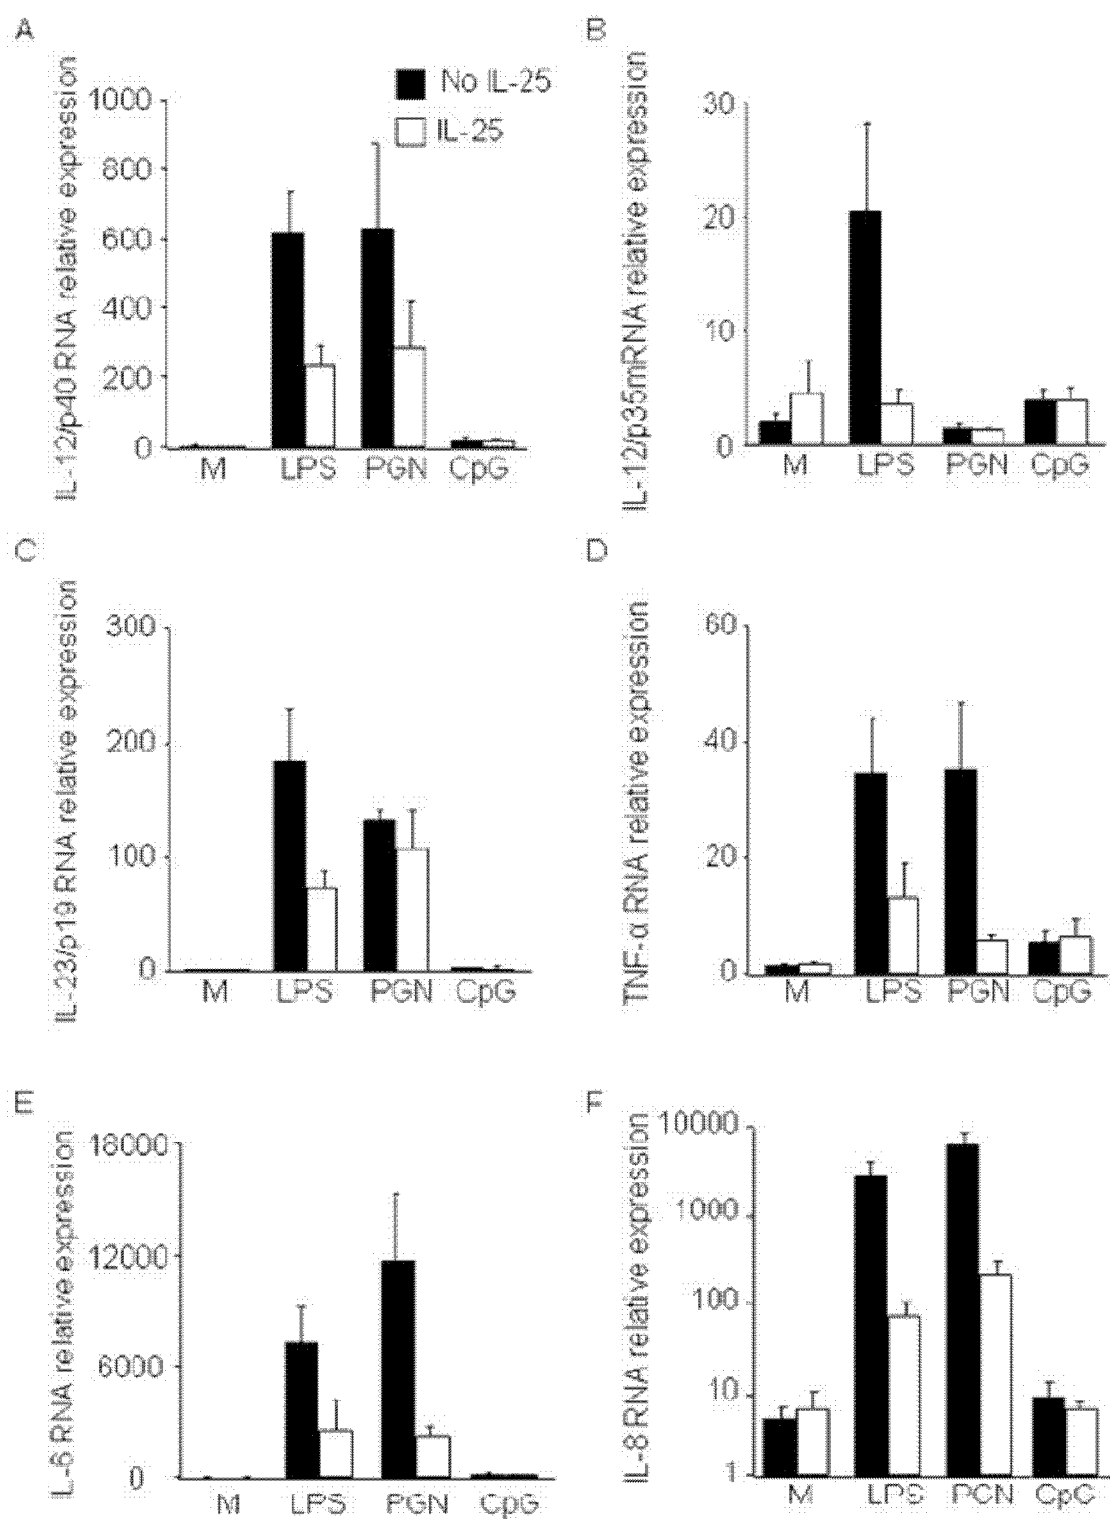 A
IL-12/p40 RNA relative expression
1000
800
600
400
200
0
No IL-25
IL-25
M LPS PGN CpG
B
IL-12/p35mRNA relative expression
30
20
10
0
M LPS PGN CpG
C
IL-23/p19 RNA relative expression
300
200
100
0
M LPS PGN CpG
D
TNF-α RNA relative expression
60
40
20
0
M LPS PGN CpG
E
IL-6 RNA relative expression
18000
12000
6000
0
M LPS PGN CpG
F
IL-8 RNA relative expression
10000
1000
100
10
1
M LPS PGN CpG